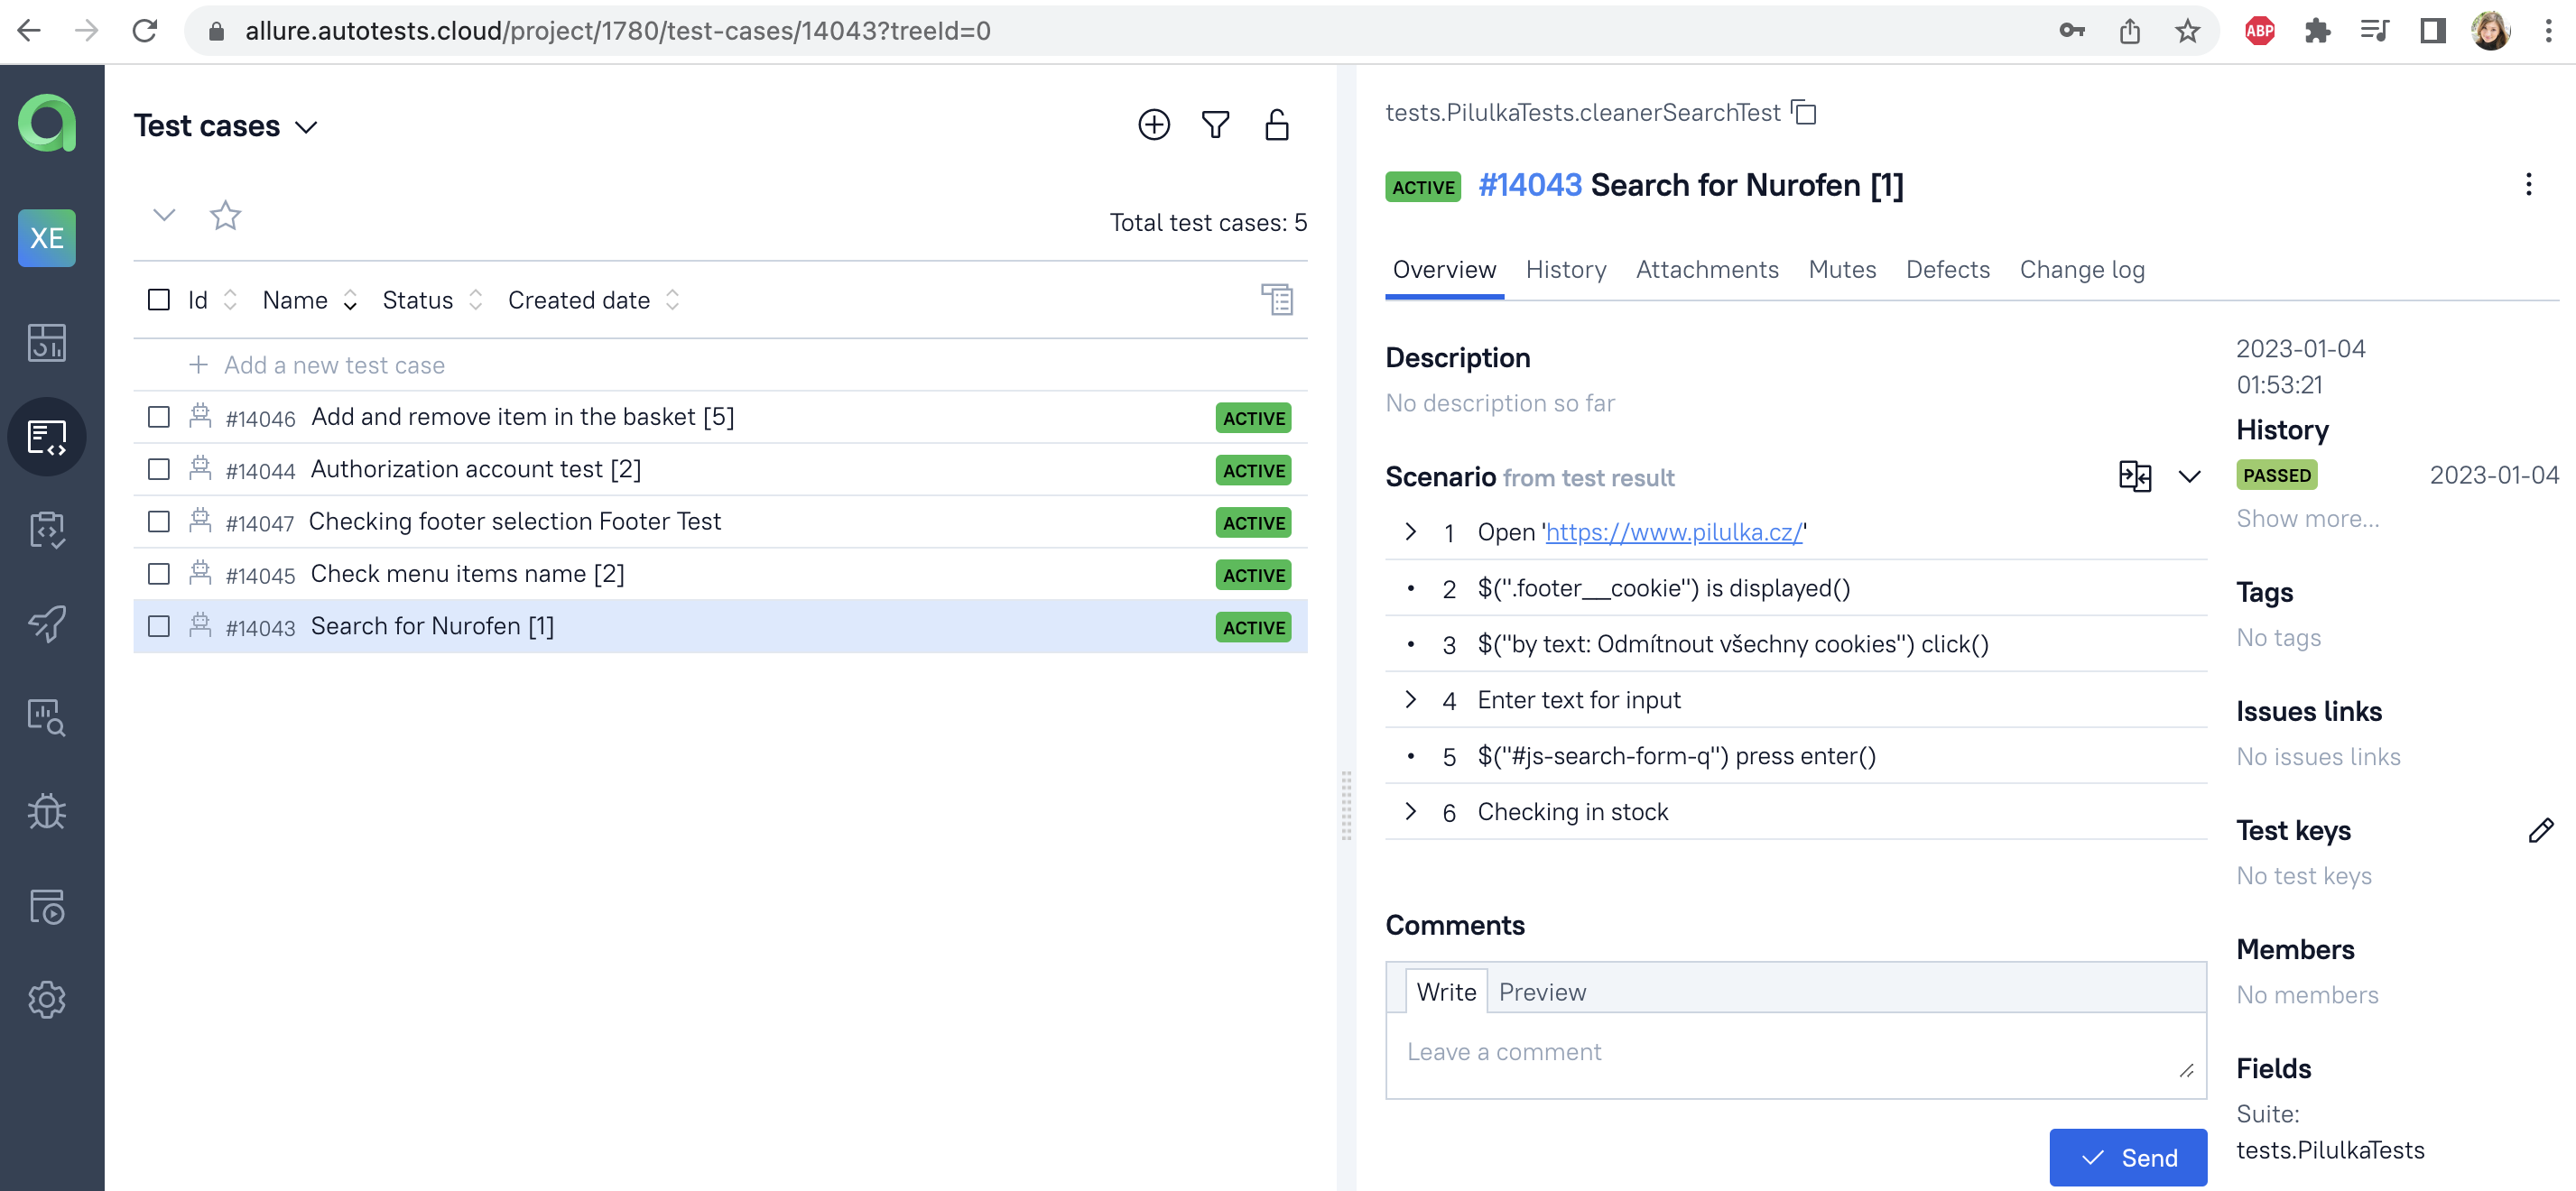 allure.autotests.cloud/project/1780/test-cases/14043?treeId=0
ABP
XE
Test cases
Total test cases: 5
Id Name Status Created date
Add a new test case
#14046 Add and remove item in the basket [5] ACTIVE
#14044 Authorization account test [2] ACTIVE
#14047 Checking footer selection Footer Test ACTIVE
#14045 Check menu items name [2] ACTIVE
#14043 Search for Nurofen [1] ACTIVE
tests.PilulkaTests.cleanerSearchTest
ACTIVE #14043 Search for Nurofen [1]
Overview History Attachments Mutes Defects Change log
Description
No description so far
Scenario from test result
1 Open 'https://www.pilulka.cz/'
2 $(".footer__cookie") is displayed()
3 $("by text: Odmítnout všechny cookies") click()
4 Enter text for input
5 $("#js-search-form-q") press enter()
6 Checking in stock
Comments
Write Preview
Leave a comment
Send
2023-01-04
01:53:21
History
PASSED 2023-01-04
Show more...
Tags
No tags
Issues links
No issues links
Test keys
No test keys
Members
No members
Fields
Suite:
tests.PilulkaTests